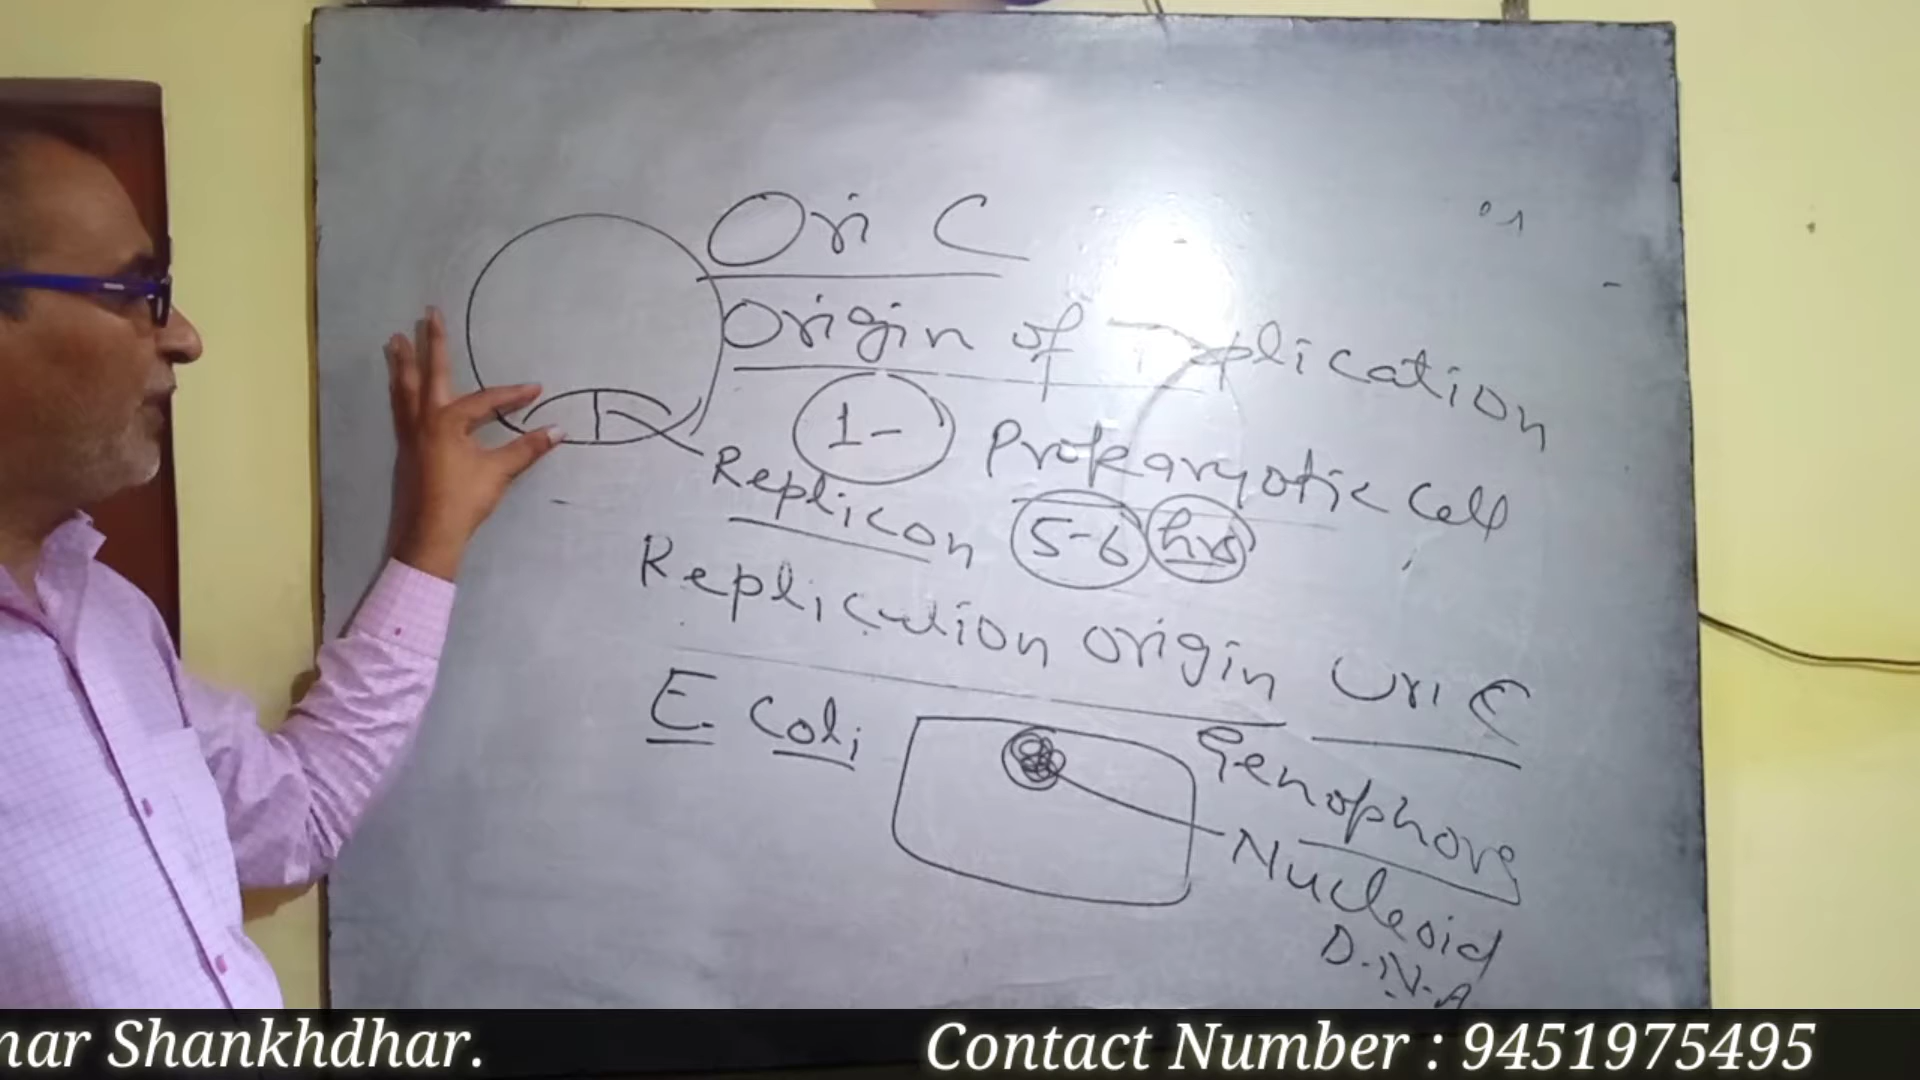 Ori C
Origin of replication
1- Prokaryotic Cell
Replicon 5-6 hrs
Replication origin Ori C
E. Coli
Genophore
Nucleoid
D.N.A
nar Shankhdhar.
Contact Number : 9451975495